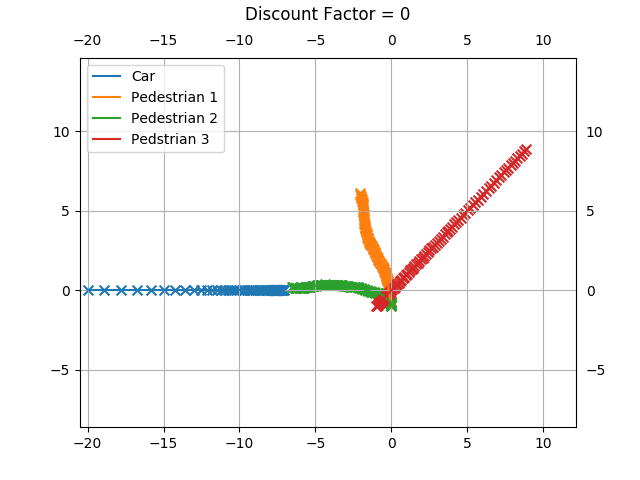 Discount Factor = 0
−20 −15 −10 −5 0 5 10
Car
Pedestrian 1
Pedestrian 2
Pedstrian 3
10 10
5 5
0 0
−5 −5
−20 −15 −10 −5 0 5 10